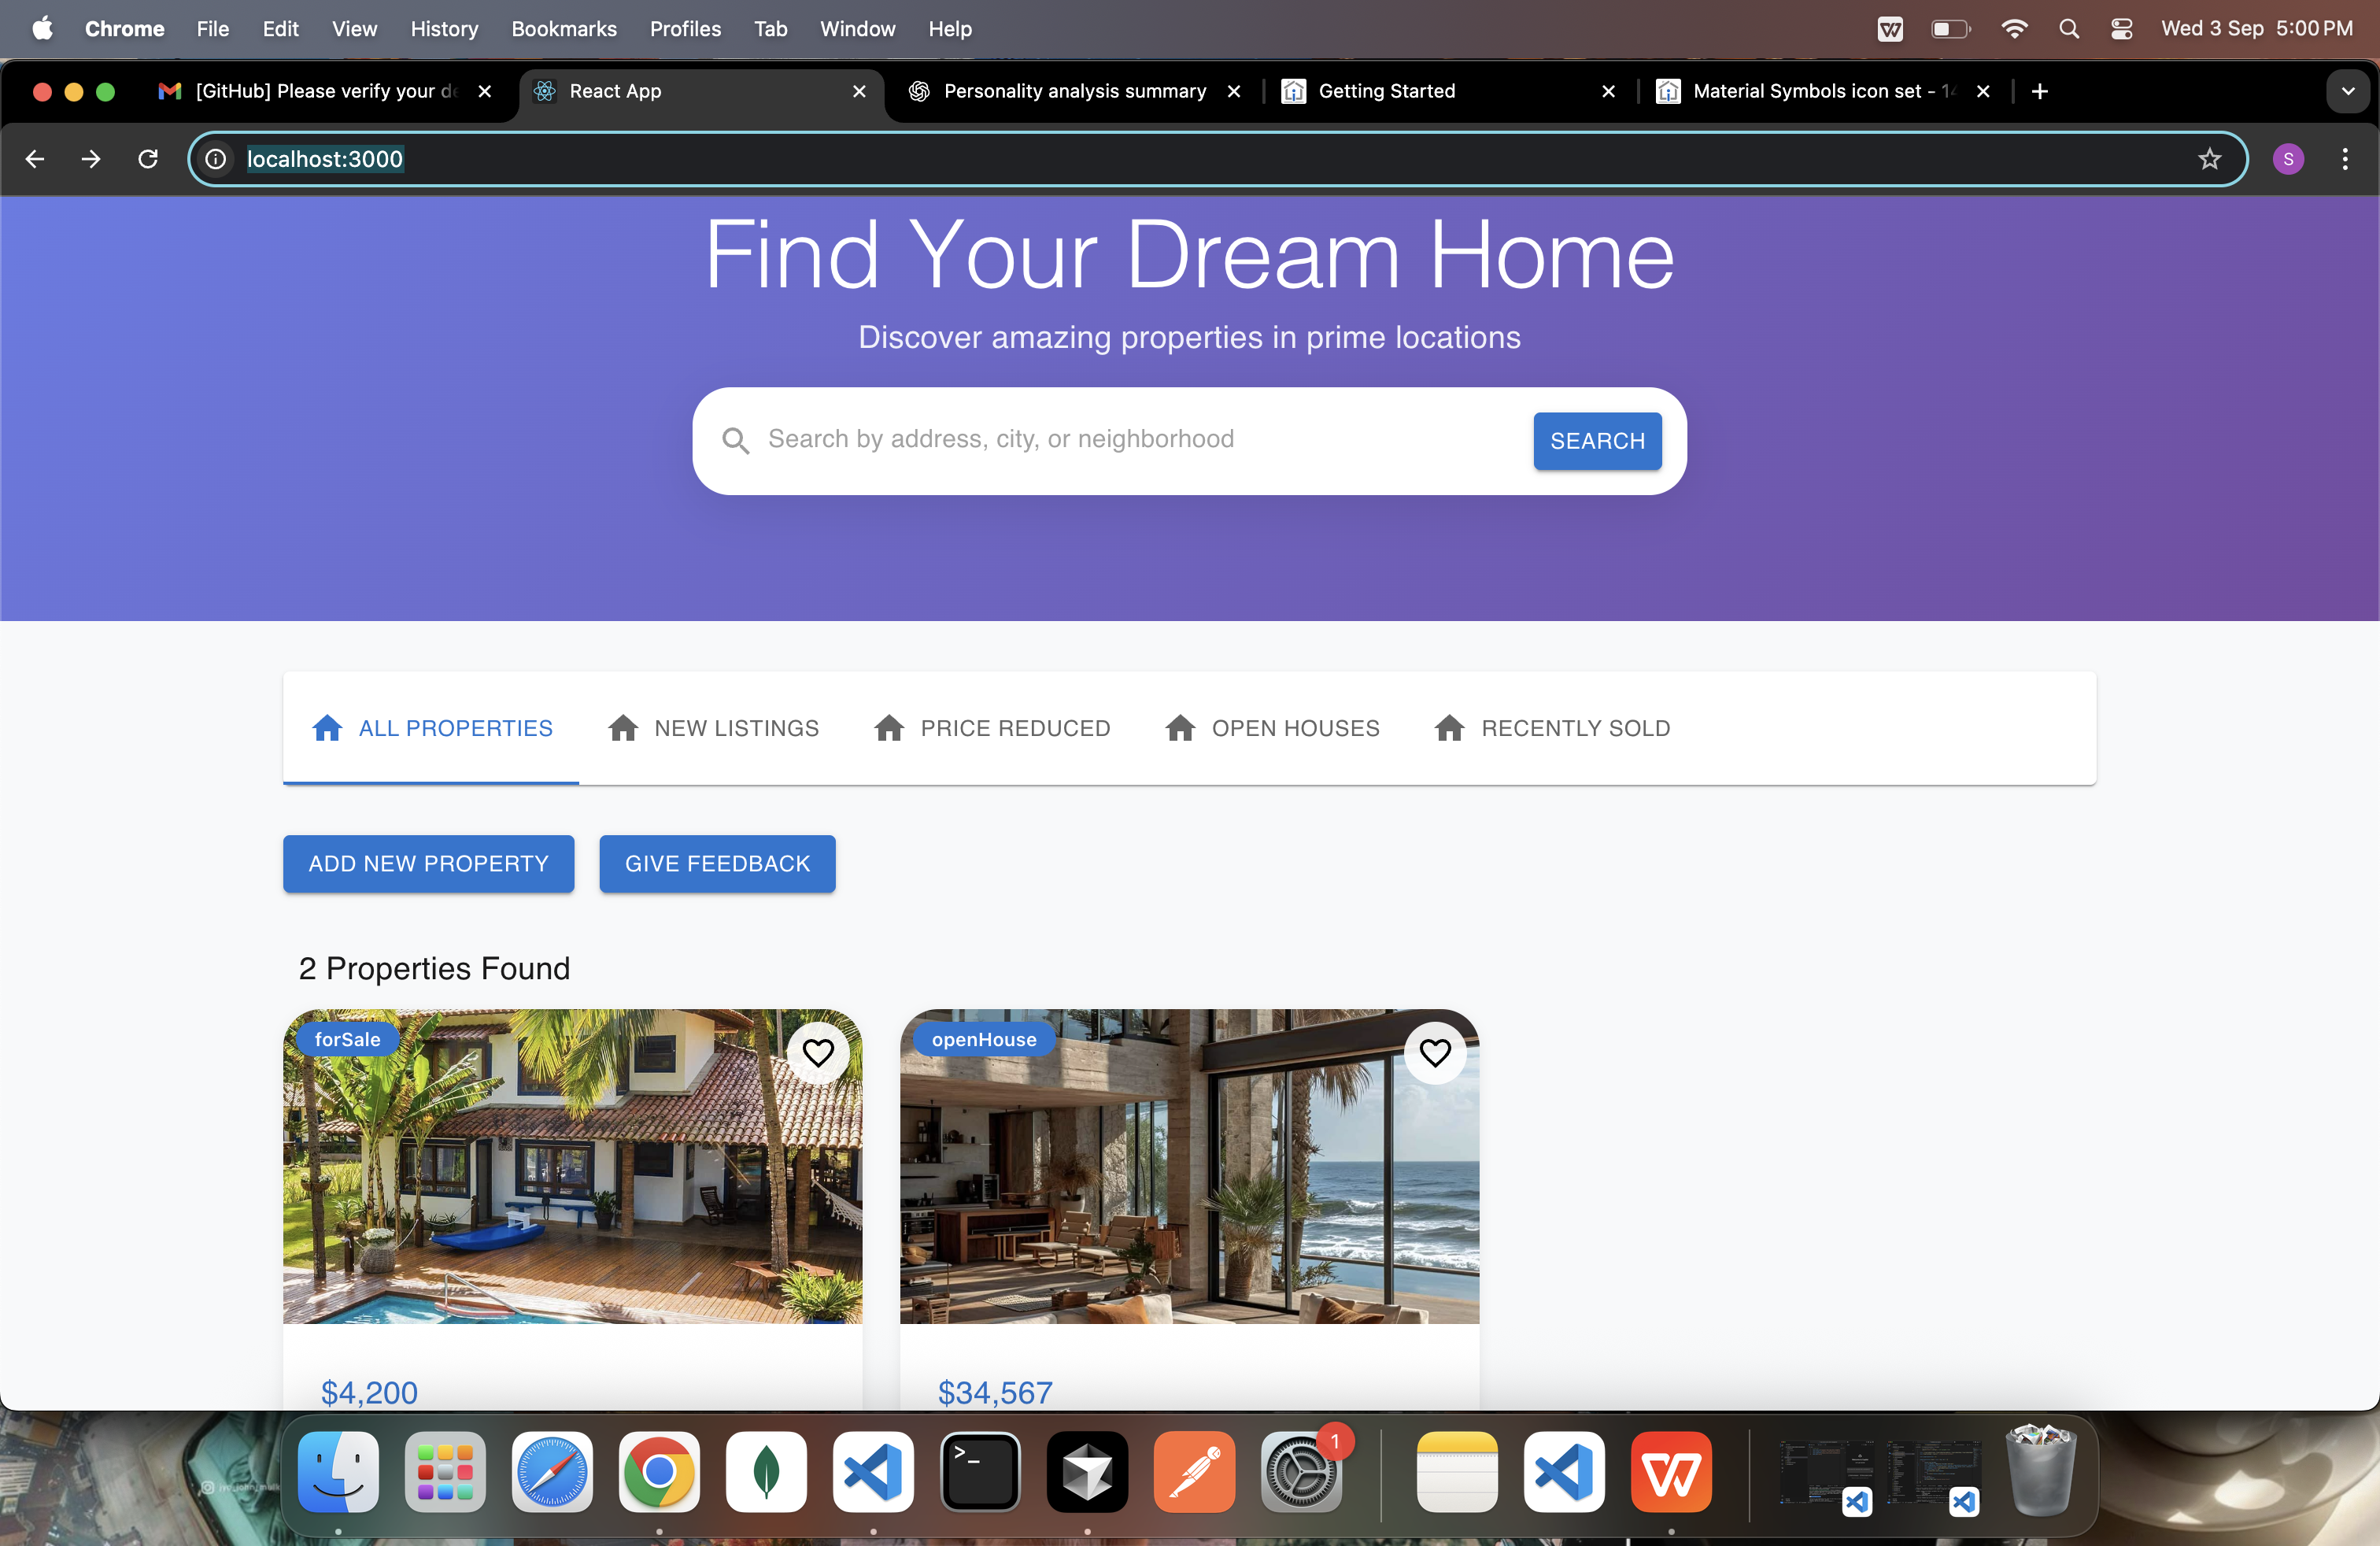 Chrome File Edit View History Bookmarks Profiles Tab Window Help Wed 3 Sep 5:00 PM
[GitHub] Please verify your de React App Personality analysis summary Getting Started Material Symbols icon set - 14
localhost:3000 S
Find Your Dream Home
Discover amazing properties in prime locations
Search by address, city, or neighborhood SEARCH
ALL PROPERTIES NEW LISTINGS PRICE REDUCED OPEN HOUSES RECENTLY SOLD
ADD NEW PROPERTY GIVE FEEDBACK
2 Properties Found
forSale openHouse
$4,200 $34,567
1